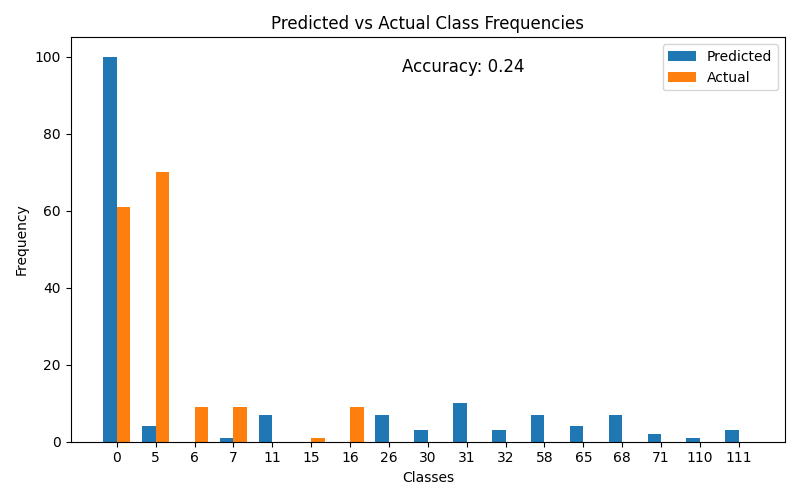 Predicted vs Actual Class Frequencies
Accuracy: 0.24
Predicted
Actual
Frequency
100
80
60
40
20
0
0 5 6 7 11 15 16 26 30 31 32 58 65 68 71 110 111
Classes